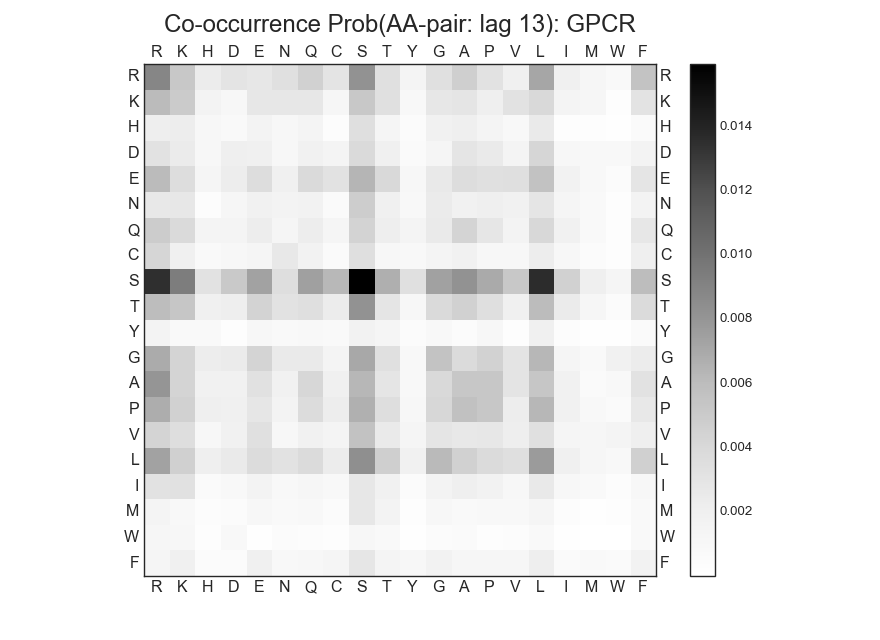 Co-occurrence Prob(AA-pair: lag 13): GPCR
R K H D E N Q C S T Y G A P V L I M W F
R R
K K
H H
D D
E E
N N
Q Q
C C
S S
T T
Y Y
G G
A A
P P
V V
L L
I I
M M
W W
F F
R K H D E N Q C S T Y G A P V L I M W F
0.014
0.012
0.010
0.008
0.006
0.004
0.002